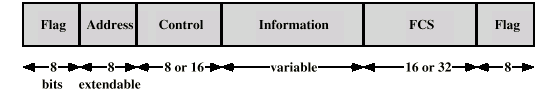 Flag Address Control Information FCS Flag
8 8 8 or 16 variable 16 or 32 8
bits extendable